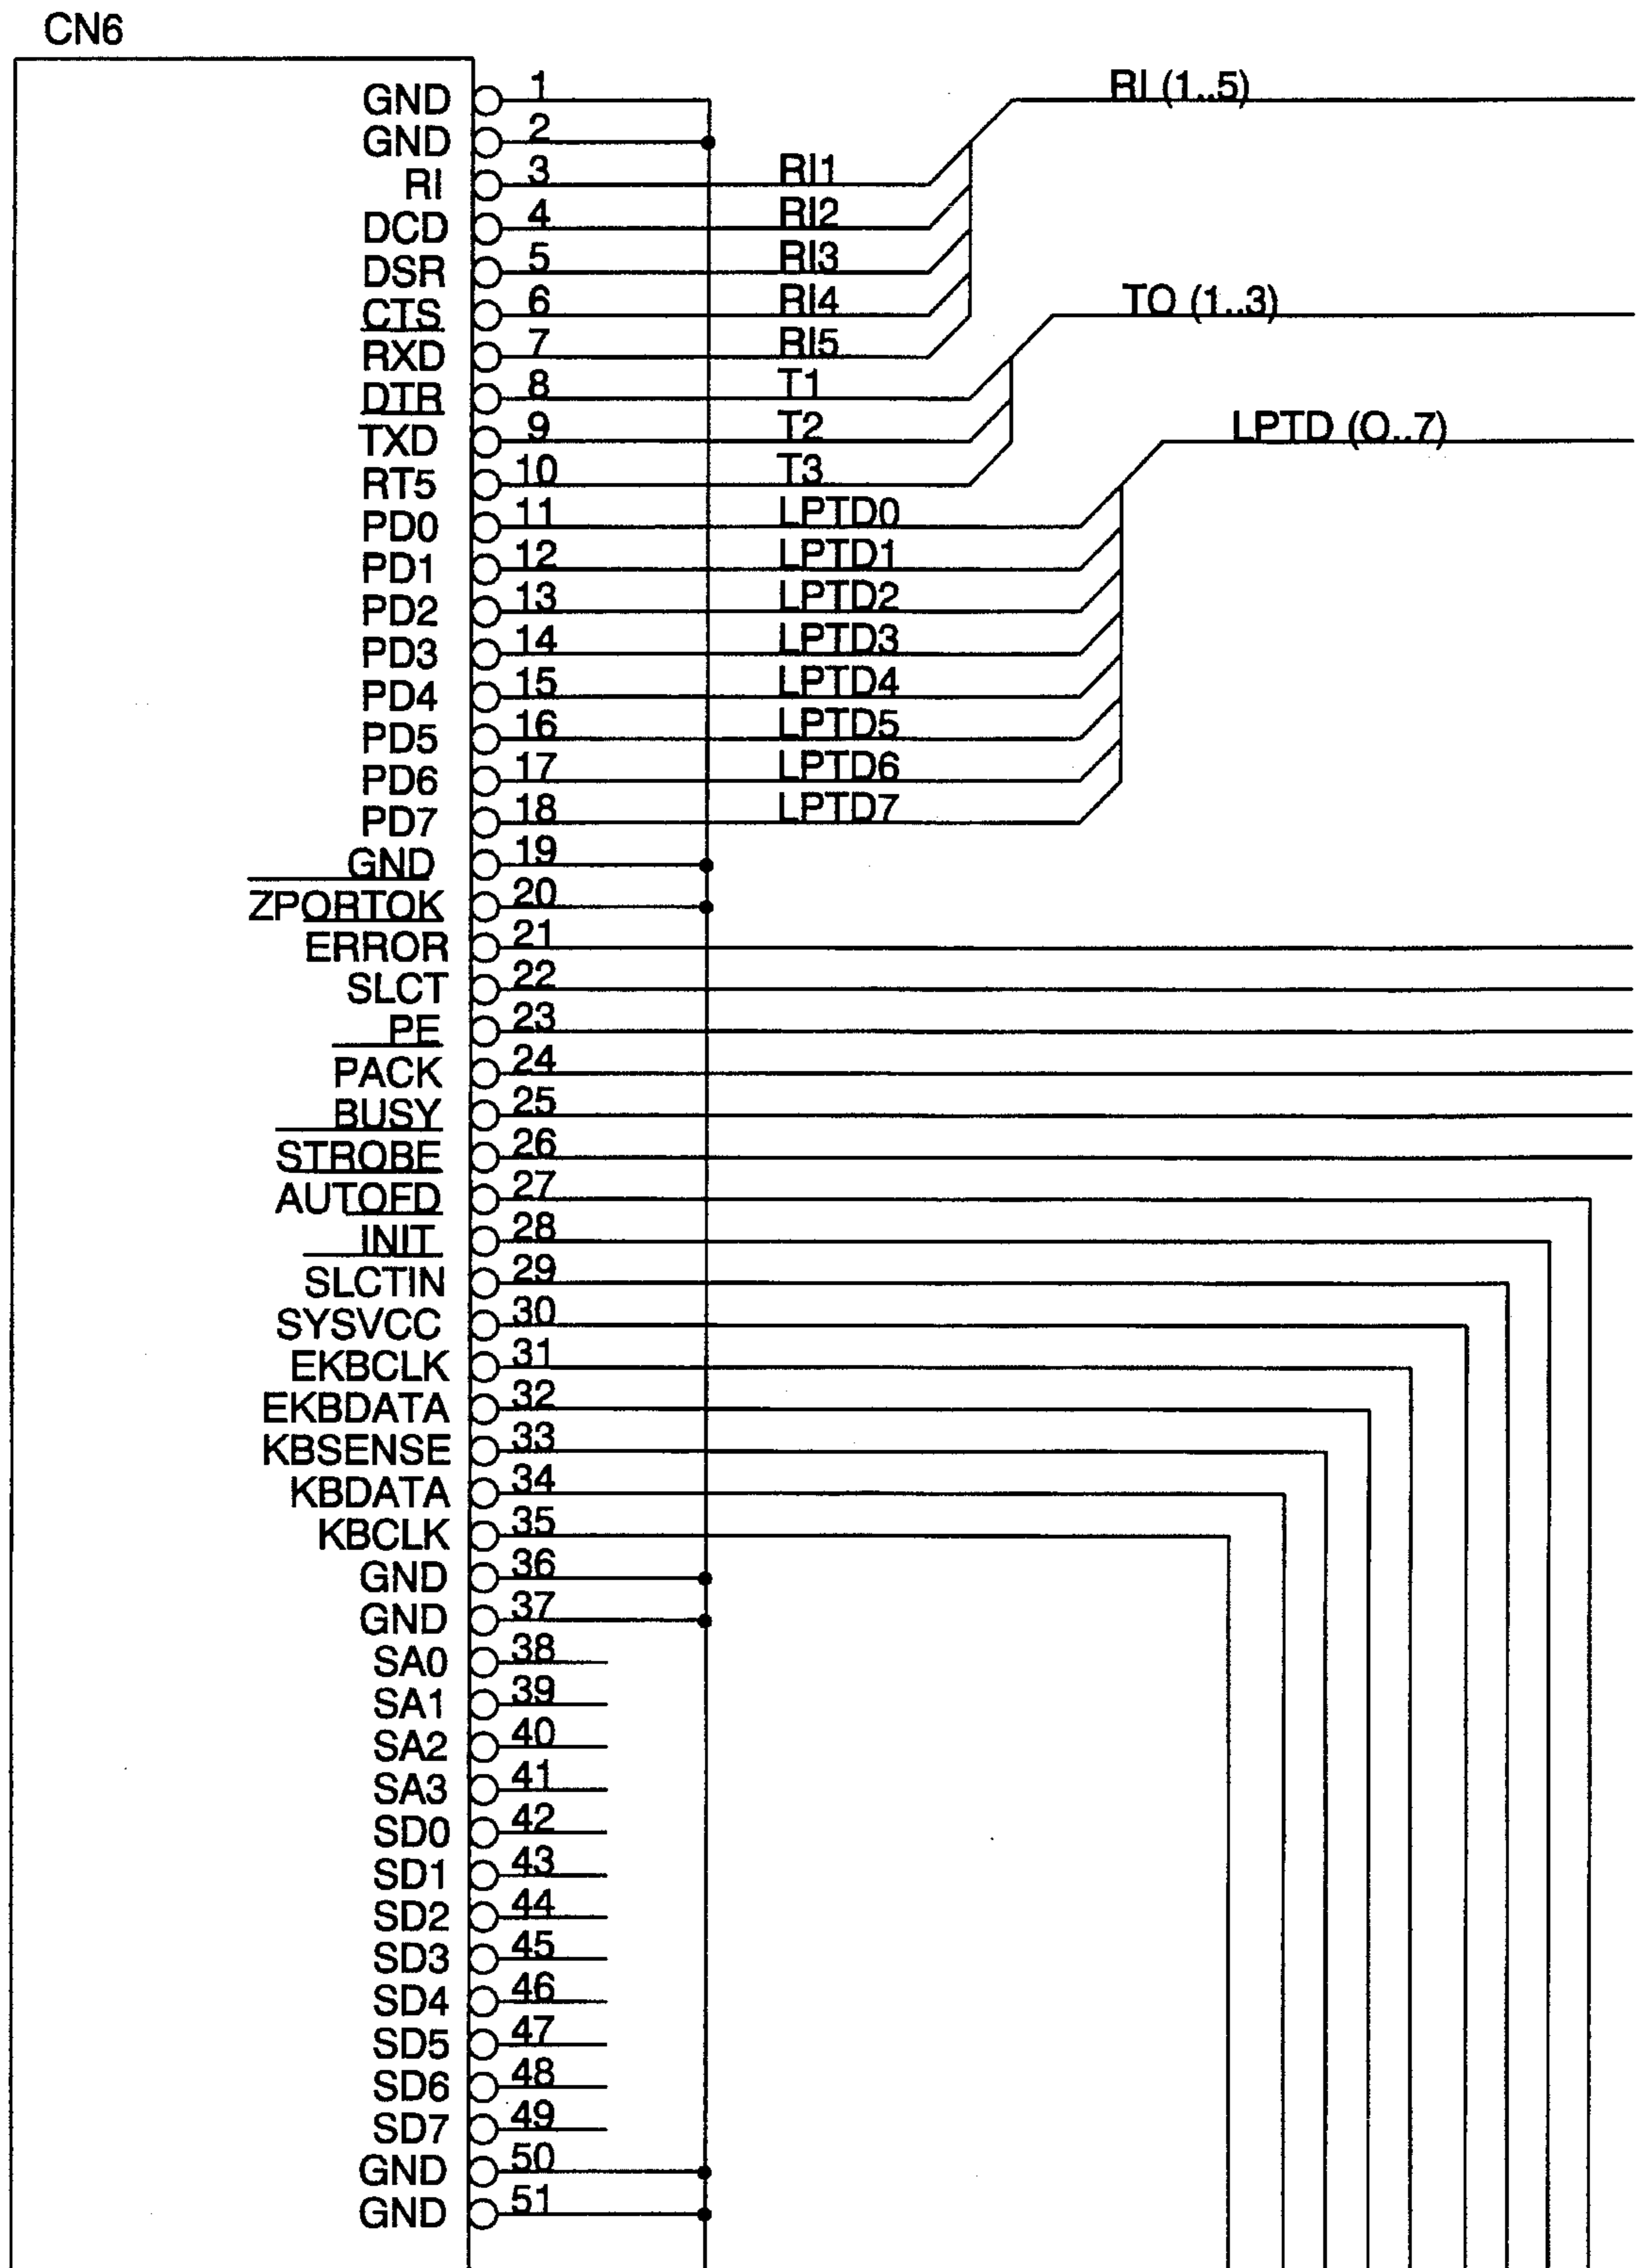 CN6
GND 1
GND 2
RI 3 RI1 RI (1..5)
DCD 4 RI2
DSR 5 RI3
CTS 6 RI4 TO (1..3)
RXD 7 RI5
DTR 8 T1
TXD 9 T2 LPTD (O..7)
RT5 10 T3
PD0 11 LPTD0
PD1 12 LPTD1
PD2 13 LPTD2
PD3 14 LPTD3
PD4 15 LPTD4
PD5 16 LPTD5
PD6 17 LPTD6
PD7 18 LPTD7
GND 19
ZPORTOK 20
ERROR 21
SLCT 22
PE 23
PACK 24
BUSY 25
STROBE 26
AUTOFD 27
INIT 28
SLCTIN 29
SYSVCC 30
EKBCLK 31
EKBDATA 32
KBSENSE 33
KBDATA 34
KBCLK 35
GND 36
GND 37
SA0 38
SA1 39
SA2 40
SA3 41
SD0 42
SD1 43
SD2 44
SD3 45
SD4 46
SD5 47
SD6 48
SD7 49
GND 50
GND 51